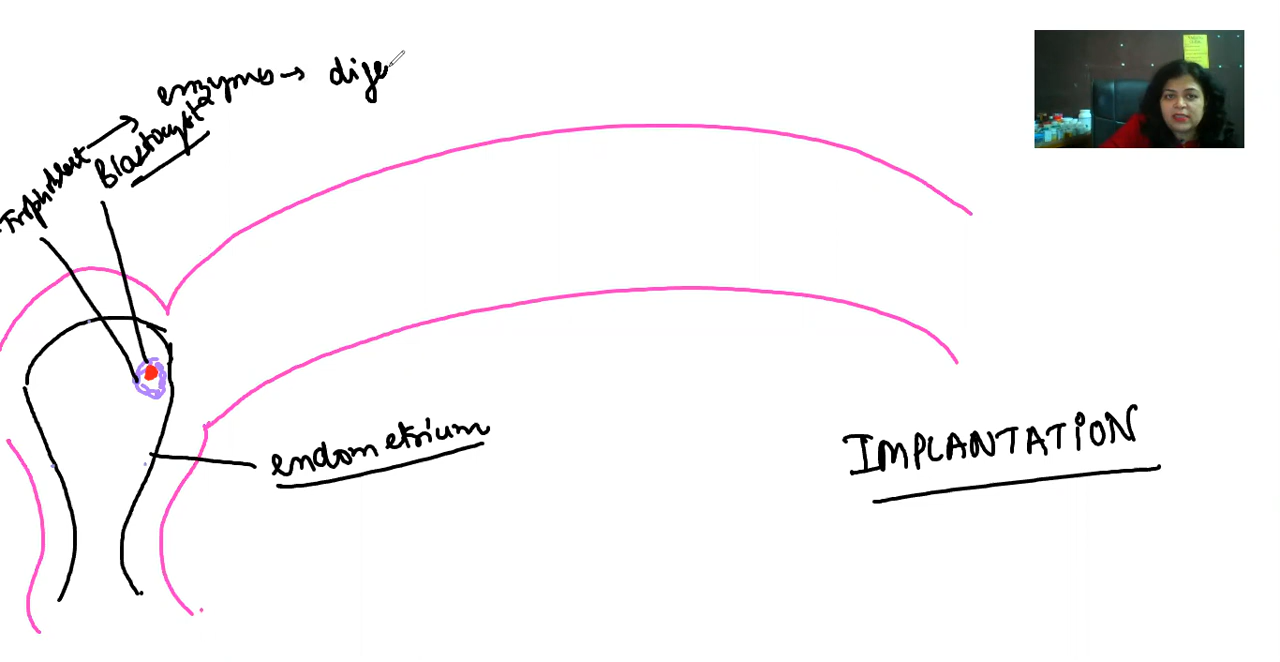 enzymes → dige
Blastocyst
Trophoblast →
endometrium
IMPLANTATION